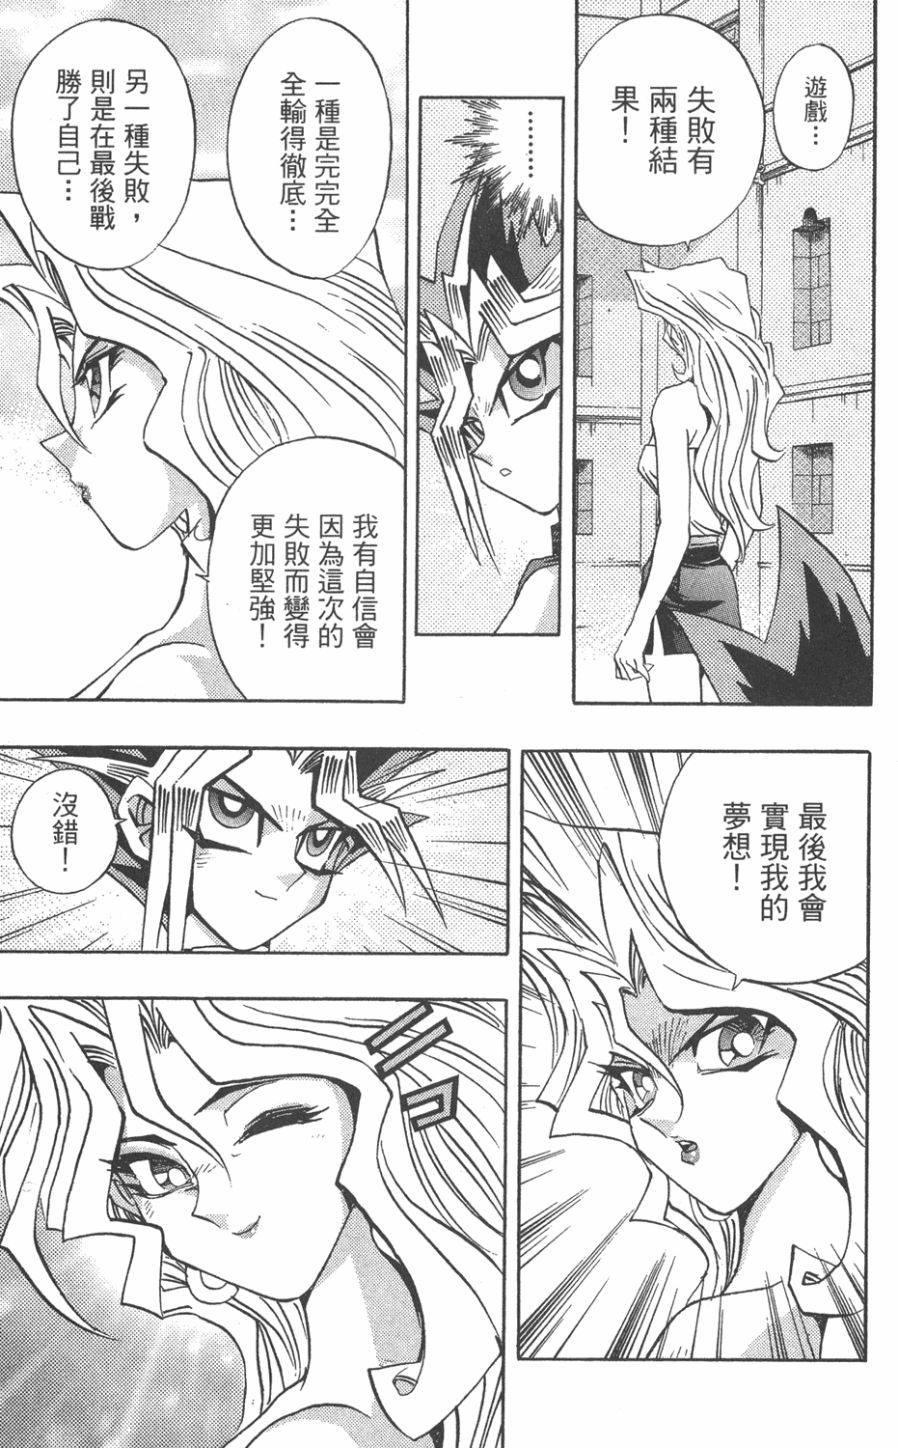 遊戲⋯
失敗有
兩種結
果！
⋯⋯⋯
一種是完完全
全輸得徹底⋯
另一種失敗，
則是在最後戰
勝了自己⋯
我有自信會
因為這次的
失敗而變得
更加堅強！
最後我會
實現我的
夢想！
沒錯！
ニコ